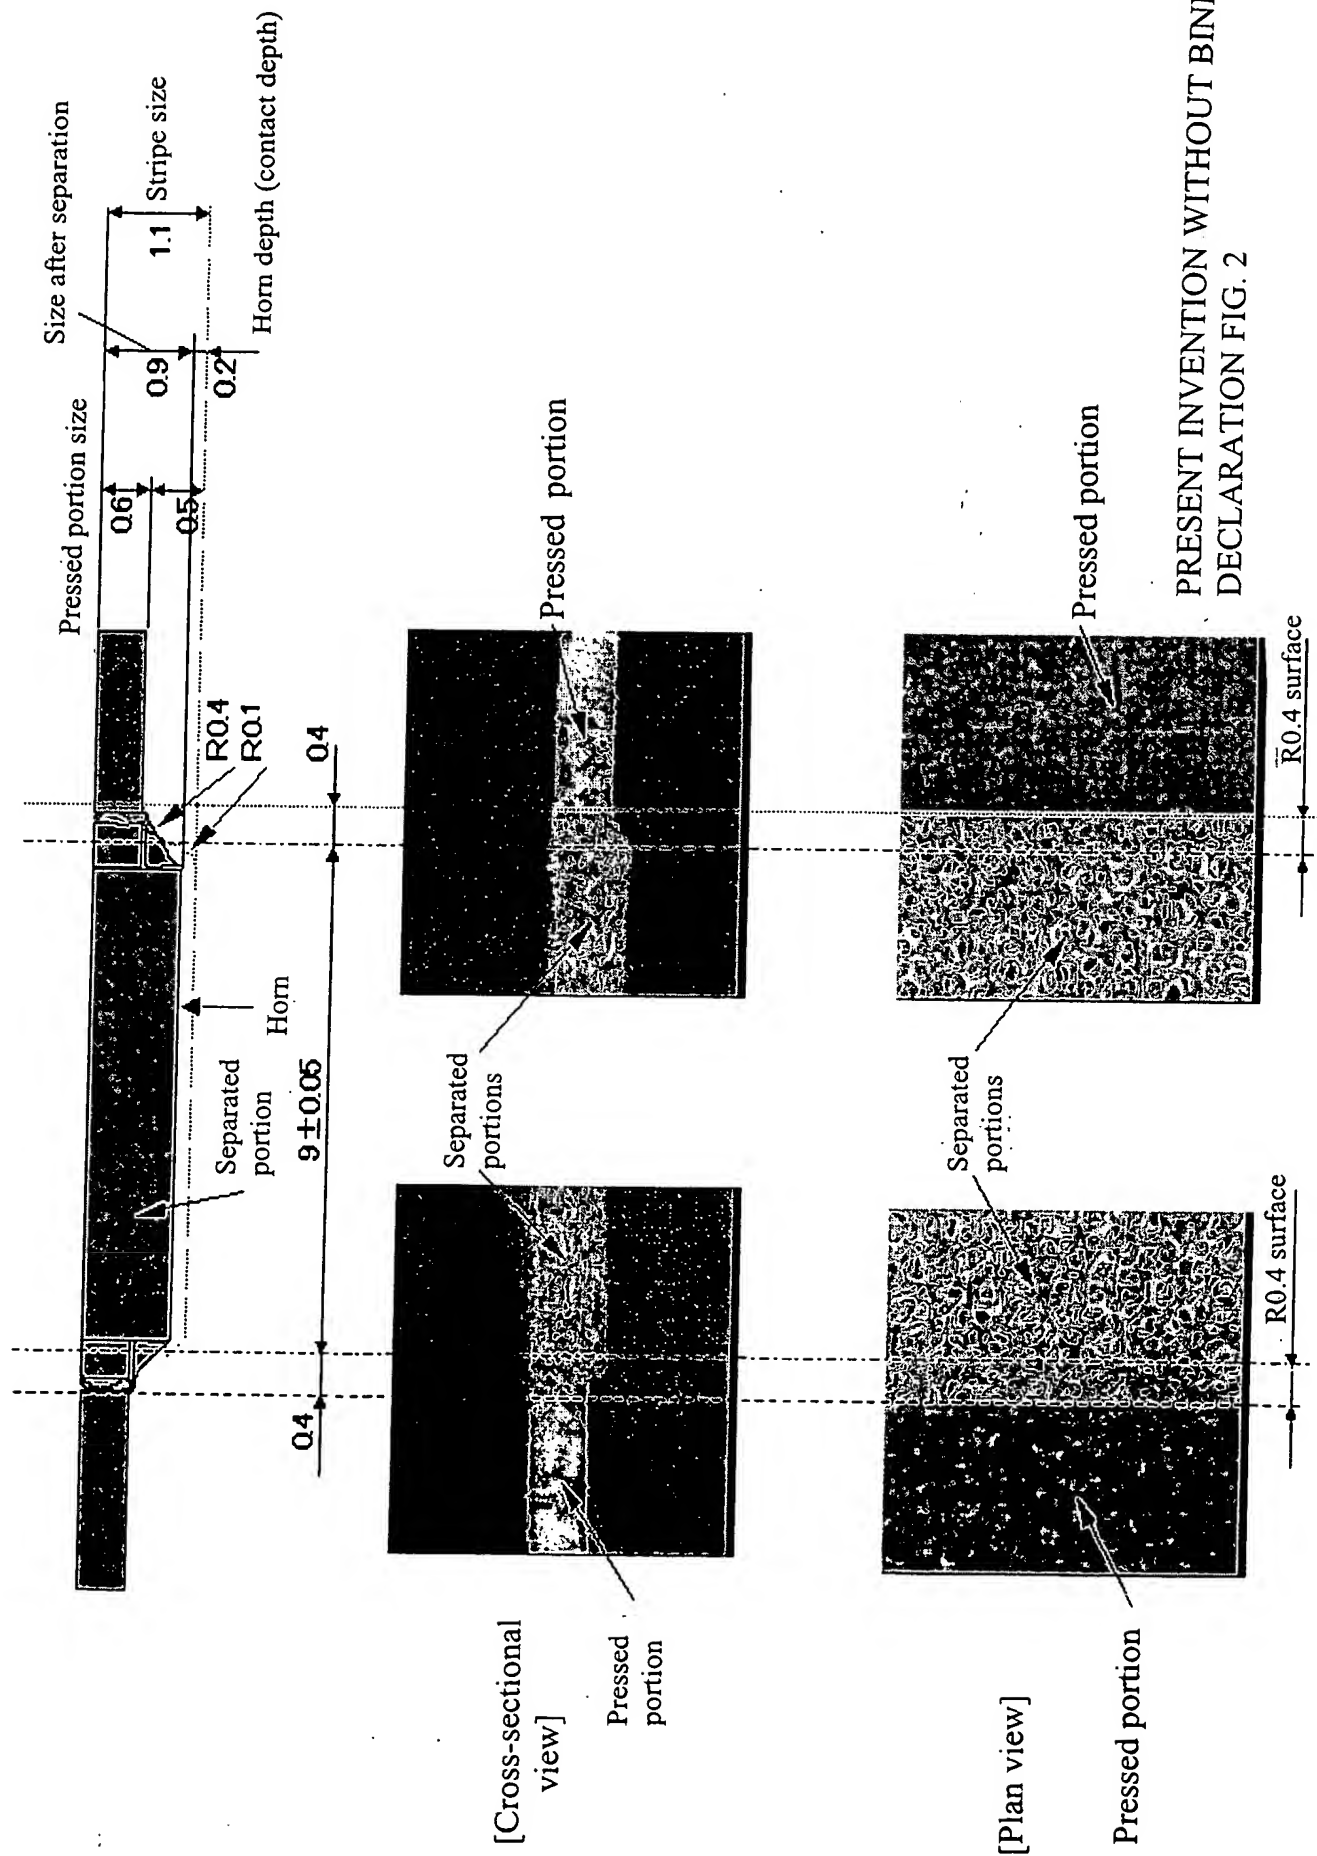 Pressed portion size
Size after separation
0.6
0.5
0.9
0.2
1.1
Stripe size
Horn depth (contact depth)
R0.4
R0.1
Separated
portion
Horn
0.4
9±0.05
0.4
[Cross-sectional
view]
Pressed
portion
Separated
portions
Pressed portion
[Plan view]
Pressed portion
Separated
portions
Pressed portion
R0.4 surface
R0.4 surface
PRESENT INVENTION WITHOUT
DECLARATION FIG. 2